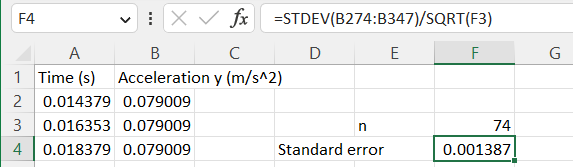 F4 fx =STDEV(B274:B347)/SQRT(F3)
A B C D E F G
1 Time (s) Acceleration y (m/s^2)
2 0.014379 0.079009
3 0.016353 0.079009 n 74
4 0.018379 0.079009 Standard error 0.001387